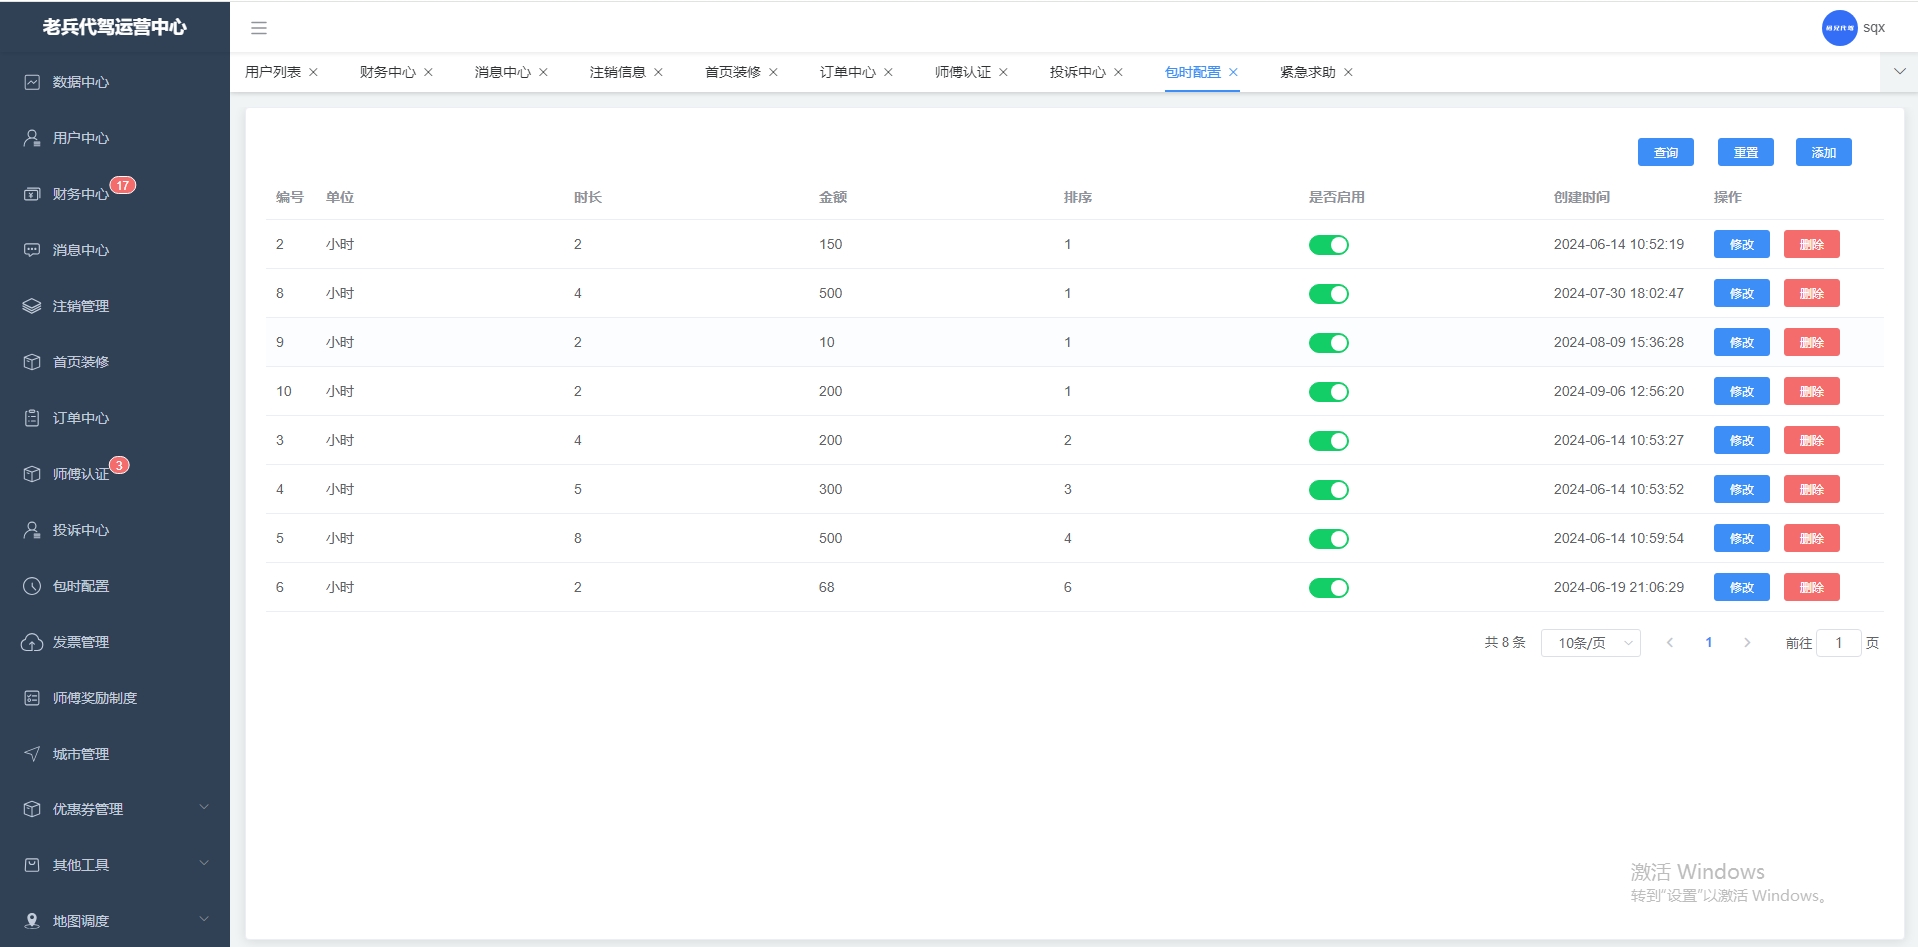 老兵代驾运营中心
sqx
用户列表 财务中心 消息中心 注销信息 首页装修 订单中心 师傅认证 投诉中心 包时配置 紧急求助
数据中心
用户中心
财务中心 17
消息中心
注销管理
首页装修
订单中心
师傅认证 3
投诉中心
包时配置
发票管理
师傅奖励制度
城市管理
优惠券管理
其他工具
地图调度
查询 重置 添加
编号 单位 时长 金额 排序 是否启用 创建时间 操作
2 小时 2 150 1 2024-06-14 10:52:19 修改 删除
8 小时 4 500 1 2024-07-30 18:02:47 修改 删除
9 小时 2 10 1 2024-08-09 15:36:28 修改 删除
10 小时 2 200 1 2024-09-06 12:56:20 修改 删除
3 小时 4 200 2 2024-06-14 10:53:27 修改 删除
4 小时 5 300 3 2024-06-14 10:53:52 修改 删除
5 小时 8 500 4 2024-06-14 10:59:54 修改 删除
6 小时 2 68 6 2024-06-19 21:06:29 修改 删除
共 8 条 10条/页 1 前往 1 页
激活 Windows
转到“设置”以激活 Windows。